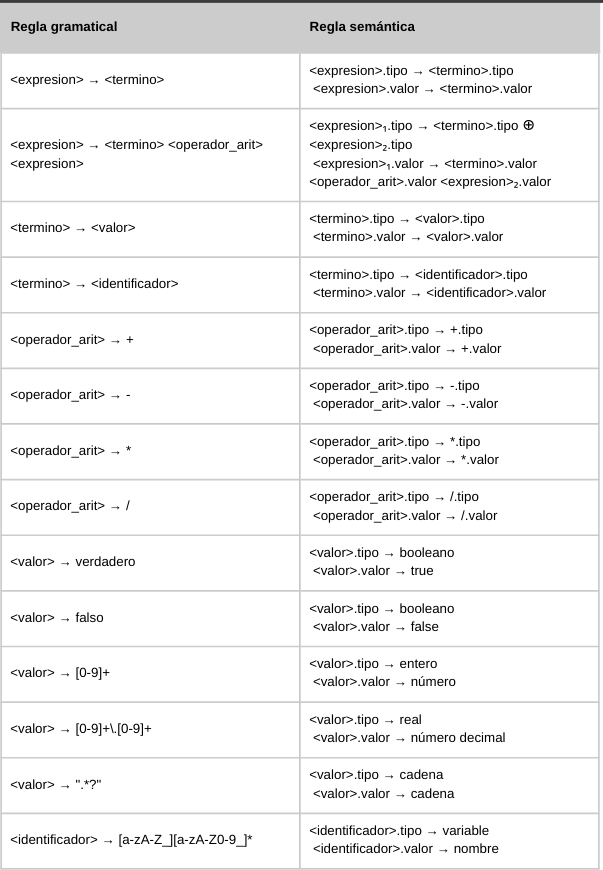 Regla gramatical
Regla semántica
<expresion> → <termino>
<expresion>.tipo → <termino>.tipo
<expresion>.valor → <termino>.valor
<expresion> → <termino> <operador_arit>
<expresion>
<expresion>₁.tipo → <termino>.tipo ⊕
<expresion>₂.tipo
<expresion>₁.valor → <termino>.valor
<operador_arit>.valor <expresion>₂.valor
<termino> → <valor>
<termino>.tipo → <valor>.tipo
<termino>.valor → <valor>.valor
<termino> → <identificador>
<termino>.tipo → <identificador>.tipo
<termino>.valor → <identificador>.valor
<operador_arit> → +
<operador_arit>.tipo → +.tipo
<operador_arit>.valor → +.valor
<operador_arit> → -
<operador_arit>.tipo → -.tipo
<operador_arit>.valor → -.valor
<operador_arit> → *
<operador_arit>.tipo → *.tipo
<operador_arit>.valor → *.valor
<operador_arit> → /
<operador_arit>.tipo → /.tipo
<operador_arit>.valor → /.valor
<valor> → verdadero
<valor>.tipo → booleano
<valor>.valor → true
<valor> → falso
<valor>.tipo → booleano
<valor>.valor → false
<valor> → [0-9]+
<valor>.tipo → entero
<valor>.valor → número
<valor> → [0-9]+\.[0-9]+
<valor>.tipo → real
<valor>.valor → número decimal
<valor> → ".*?"
<valor>.tipo → cadena
<valor>.valor → cadena
<identificador> → [a-zA-Z_][a-zA-Z0-9_]*
<identificador>.tipo → variable
<identificador>.valor → nombre